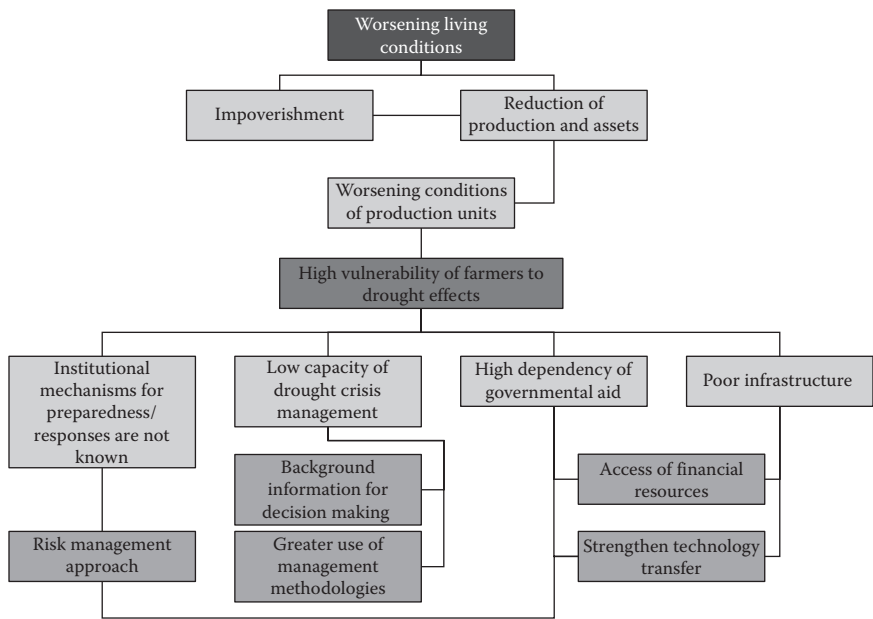 Worsening living
conditions
Impoverishment
Reduction of
production and assets
Worsening conditions
of production units
High vulnerability of farmers to
drought effects
Institutional
mechanisms for
preparedness/
responses are not
known
Low capacity of
drought crisis
management
High dependency of
governmental aid
Poor infrastructure
Background
information for
decision making
Access of financial
resources
Risk management
approach
Greater use of
management
methodologies
Strengthen technology
transfer